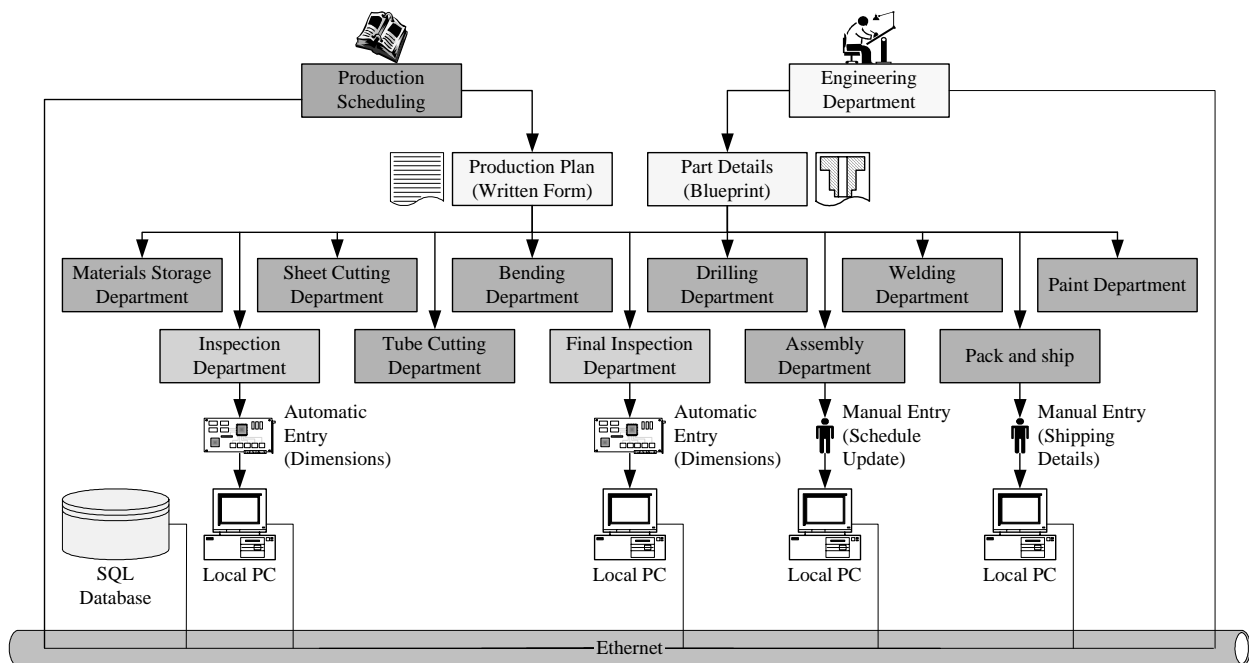 Production
Scheduling
Engineering
Department
Production Plan
(Written Form)
Part Details
(Blueprint)
Materials Storage
Department
Sheet Cutting
Department
Bending
Department
Drilling
Department
Welding
Department
Paint Department
Inspection
Department
Tube Cutting
Department
Final Inspection
Department
Assembly
Department
Pack and ship
Automatic
Entry
(Dimensions)
Automatic
Entry
(Dimensions)
Manual Entry
(Schedule
Update)
Manual Entry
(Shipping
Details)
SQL
Database
Local PC
Local PC
Local PC
Local PC
Ethernet